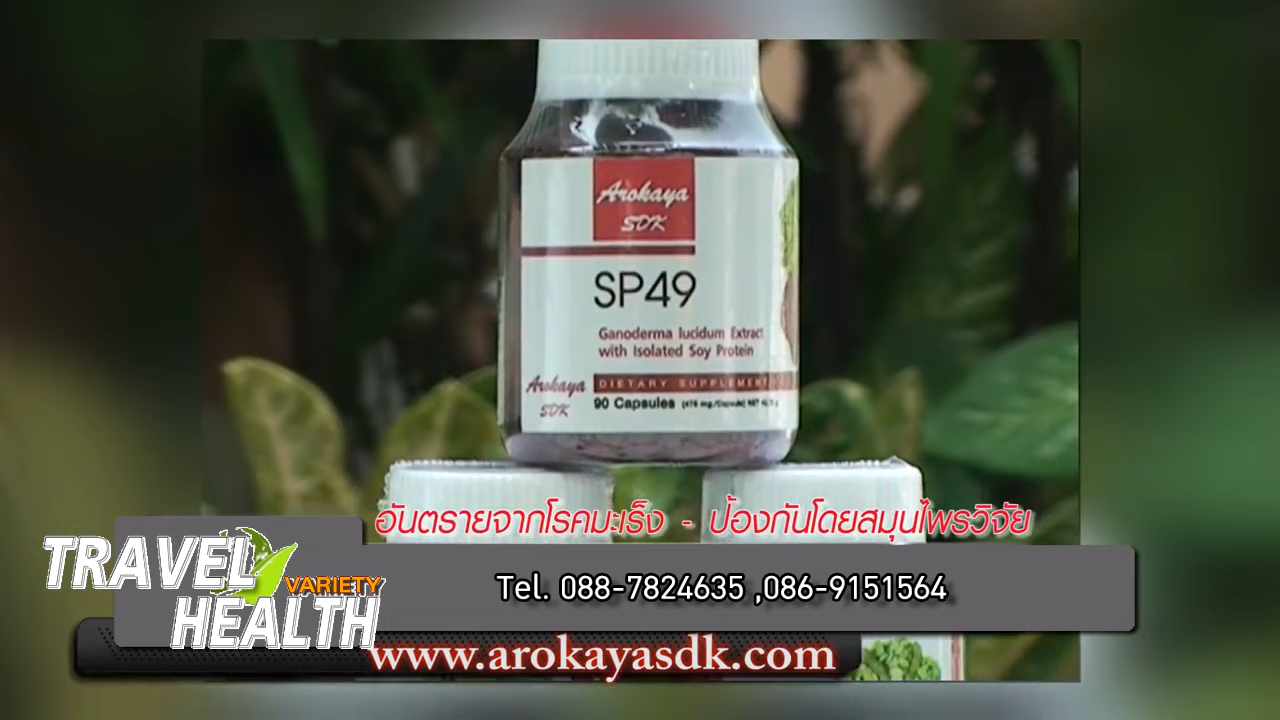 Arokaya
SDK
SP49
Ganoderma lucidum Extract
with Isolated Soy Protein
Arokaya
SDK
DIETARY SUPPLEMENT
90 Capsules
อันตรายจากโรคมะเร็ง - ป้องกันโดยสมุนไพรวิจัย
TRAVEL
VARIETY
HEALTH
Tel. 088-7824635 ,086-9151564
www.arokayasdk.com